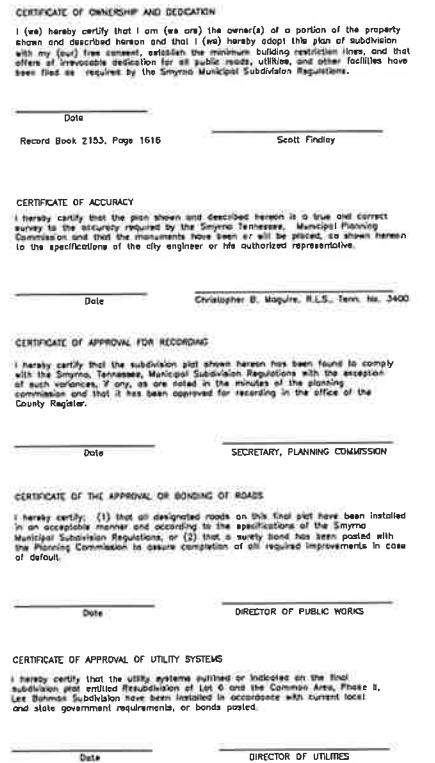 CERTIFICATE OF OWNERSHIP AND DEDICATION
I (we) hereby certify that I am (we are) the owner(s) of a portion of the property
shown and described hereon and that I (we) hereby adopt this plan of subdivision
with my (our) free consent, establish the minimum building restriction lines, and that
offers of irrevocable dedication for all public roads, utilities, and other facilities have
been filed as required by the Smyrna Municipal Subdivision Regulations.
Date
Record Book 2153, Page 1616 Scott Findlay
CERTIFICATE OF ACCURACY
I hereby certify that the plan shown and described hereon is a true and correct
survey to the accuracy required by the Smyrna Tennessee, Municipal Planning
Commission and that the monuments have been or will be placed, as shown hereon
to the specifications of the city engineer or his authorized representative.
Date Christopher B. Maguire, R.L.S., Tenn. No. 3400
CERTIFICATE OF APPROVAL FOR RECORDING
I hereby certify that the subdivision plat shown hereon has been found to comply
with the Smyrna, Tennessee, Municipal Subdivision Regulations with the exception
of such variances, if any, as are noted in the minutes of the planning
commission and that it has been approved for recording in the office of the
County Register.
Date SECRETARY, PLANNING COMMISSION
CERTIFICATE OF THE APPROVAL OR BONDING OF ROADS
I hereby certify: (1) that all designated roads on this final plat have been installed
in an acceptable manner and according to the specifications of the Smyrna
Municipal Subdivision Regulations, or (2) that a surety bond has been posted with
the Planning Commission to assure completion of all required improvements in case
of default.
Date DIRECTOR OF PUBLIC WORKS
CERTIFICATE OF APPROVAL OF UTILITY SYSTEMS
I hereby certify that the utility systems outlined or indicated on the final
subdivision plat entitled Resubdivision of Lot 6 and the Common Area, Phase II,
Lee Subdivision have been installed in accordance with current local
and state government requirements, or bonds posted.
Date DIRECTOR OF UTILITIES